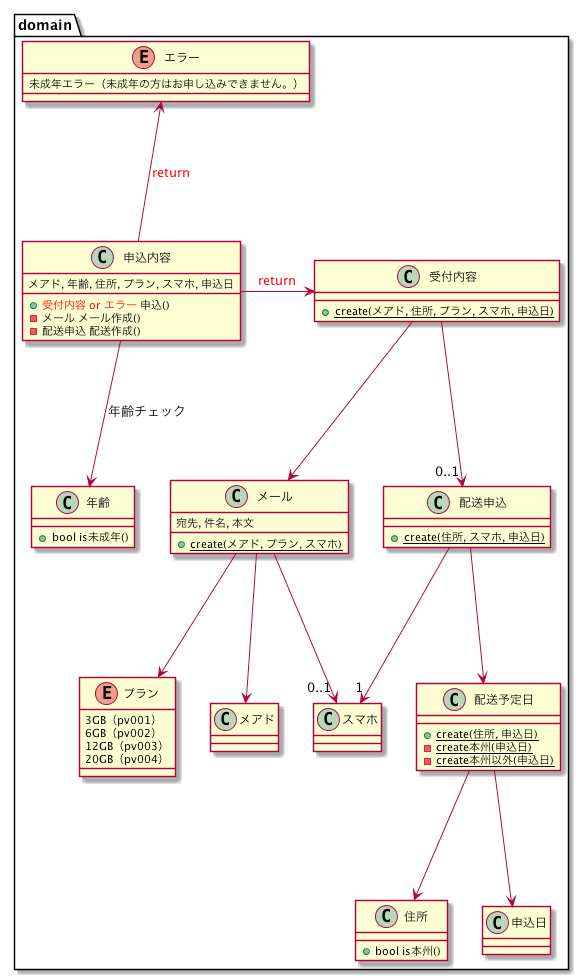 domain
E エラー
未成年エラー（未成年の方はお申し込みできません。）
return
C 申込内容
メアド, 年齢, 住所, プラン, スマホ, 申込日
受付内容 or エラー 申込()
メール メール作成()
配送申込 配送作成()
return
C 受付内容
create(メアド, 住所, プラン, スマホ, 申込日)
年齢チェック
0..1
C 年齢
bool is未成年()
C メール
宛先, 件名, 本文
create(メアド, プラン, スマホ)
C 配送申込
create(住所, スマホ, 申込日)
0..1
1
E プラン
3GB（pv001）
6GB（pv002）
12GB（pv003）
20GB（pv004）
C メアド
C スマホ
C 配送予定日
create(住所, 申込日)
create本州(申込日)
create本州以外(申込日)
C 住所
bool is本州()
C 申込日